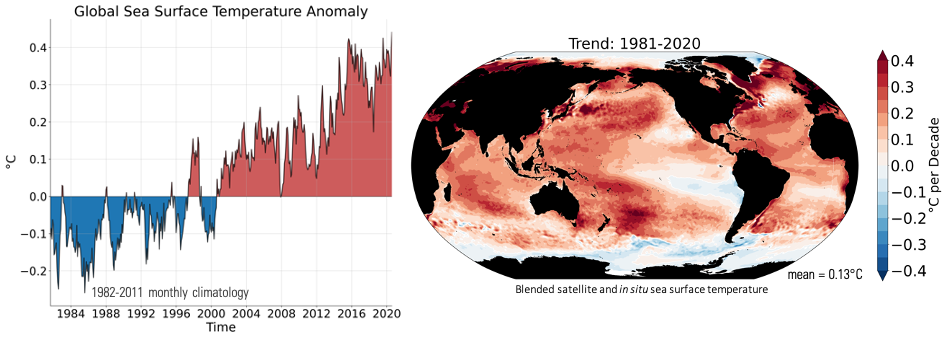 Global Sea Surface Temperature Anomaly
°C
0.4
0.3
0.2
0.1
0.0
−0.1
−0.2
1982-2011 monthly climatology
1984 1988 1992 1996 2000 2004 2008 2012 2016 2020
Time
Trend: 1981-2020
mean = 0.13°C
Blended satellite and in situ sea surface temperature
0.4
0.3
0.2
0.1
0.0
−0.1
−0.2
−0.3
−0.4
°C per Decade